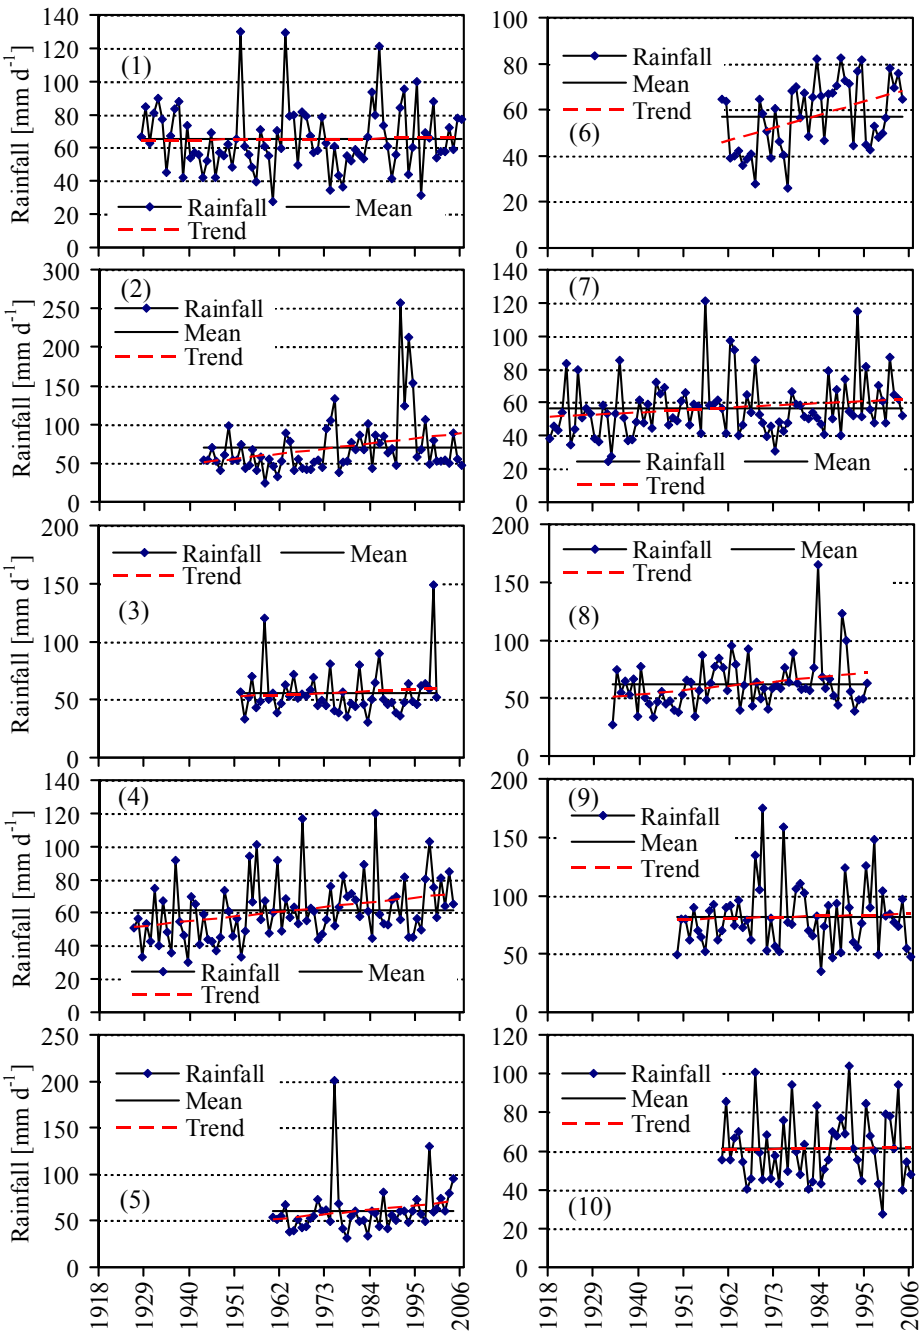 Rainfall [mm d⁻¹]
140
120
100
80
60
40
20
0
(1)
Rainfall
Mean
Trend
Rainfall [mm d⁻¹]
300
250
200
150
100
50
0
(2)
Rainfall
Mean
Trend
Rainfall [mm d⁻¹]
200
150
100
50
0
(3)
Rainfall
Mean
Trend
Rainfall [mm d⁻¹]
140
120
100
80
60
40
20
0
(4)
Rainfall
Mean
Trend
Rainfall [mm d⁻¹]
250
200
150
100
50
0
(5)
Rainfall
Mean
Trend
1918
1929
1940
1951
1962
1973
1984
1995
2006
100
80
60
40
20
0
(6)
Rainfall
Mean
Trend
140
120
100
80
60
40
20
0
(7)
Rainfall
Mean
Trend
200
150
100
50
0
(8)
Rainfall
Mean
Trend
200
150
100
50
0
(9)
Rainfall
Mean
Trend
120
100
80
60
40
20
0
(10)
Rainfall
Mean
Trend
1918
1929
1940
1951
1962
1973
1984
1995
2006